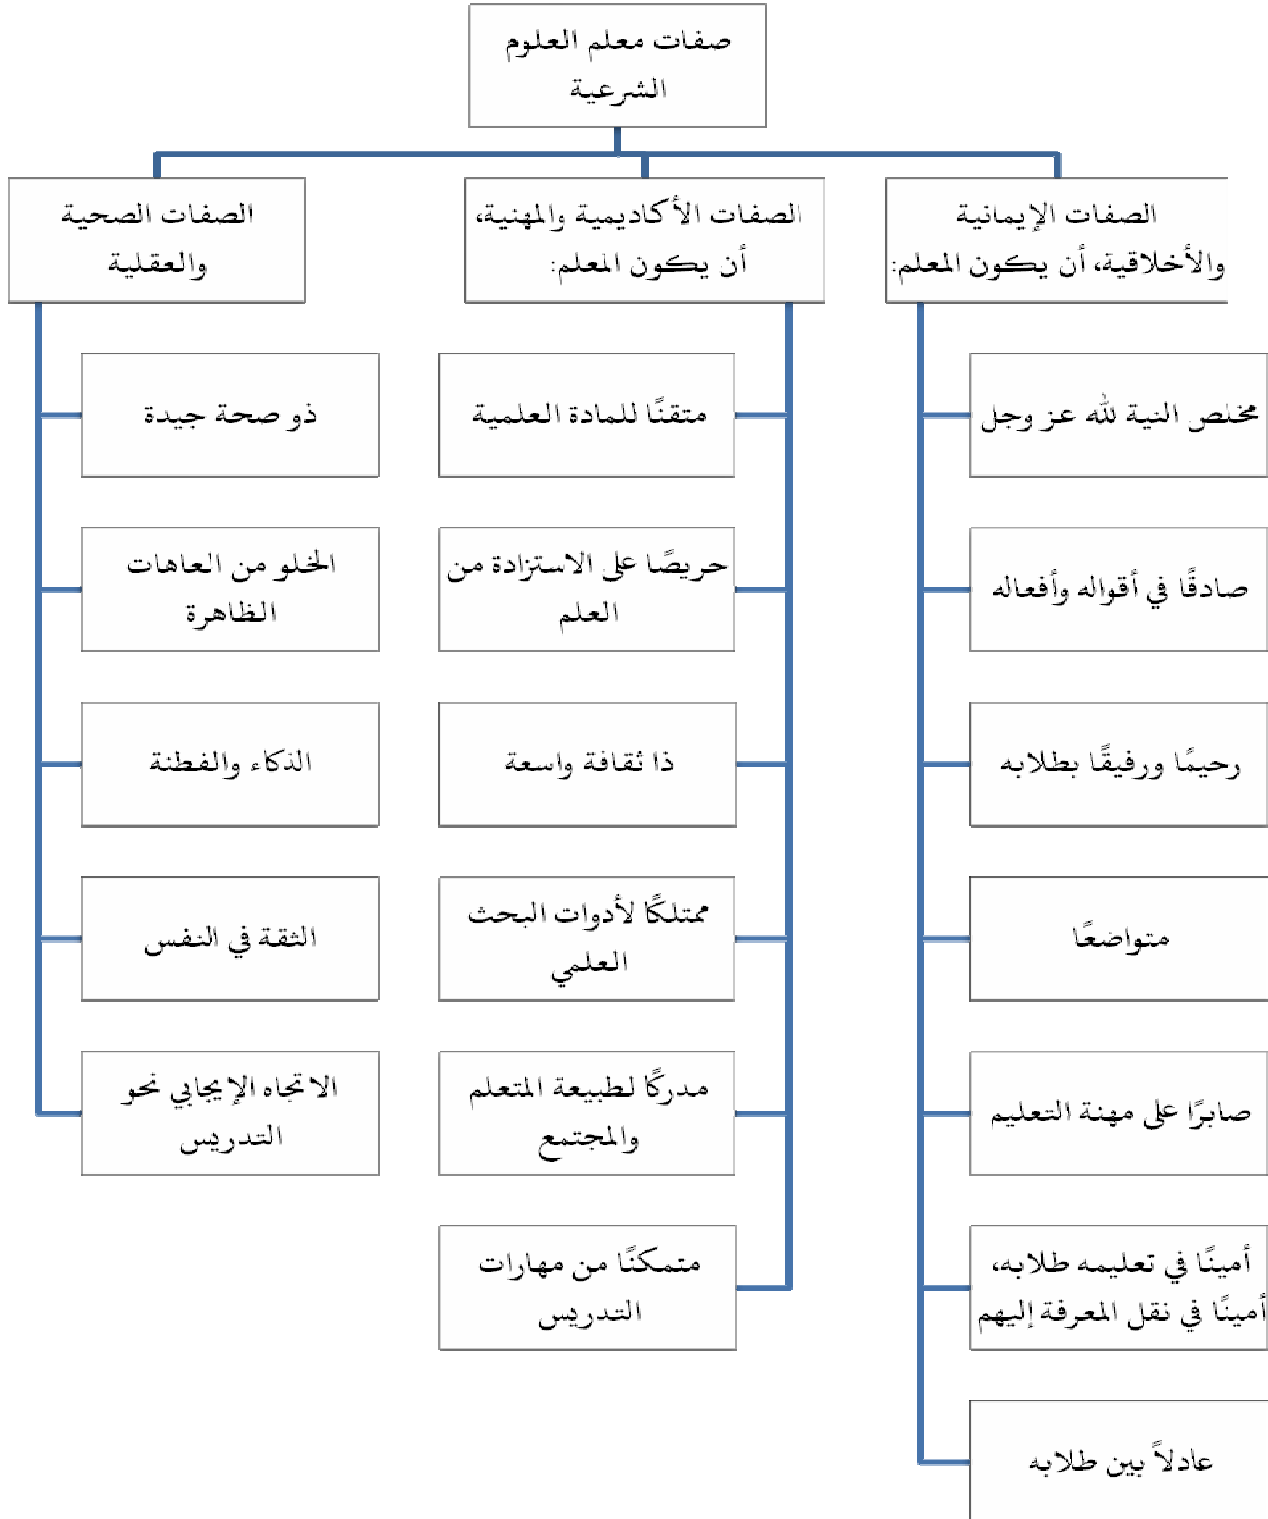 صفات معلم العلوم
الشرعية
الصفات الإيمانية
والأخلاقية، أن يكون المعلم:
مخلص النية لله عز وجل
صادقًا في أقواله وأفعاله
رحيمًا ورفيقًا بطلابه
متواضعًا
صابرًا على مهنة التعليم
أمينًا في تعليمه طلابه،
أمينًا في نقل المعرفة إليهم
عادلاً بين طلابه
الصفات الأكاديمية والمهنية،
أن يكون المعلم:
متقنًا للمادة العلمية
حريصًا على الاستزادة من
العلم
ذا ثقافة واسعة
ممتلكًا لأدوات البحث
العلمي
مدركًا لطبيعة المتعلم
والمجتمع
متمكنًا من مهارات
التدريس
الصفات الصحية
والعقلية
ذو صحة جيدة
الخلو من العاهات
الظاهرة
الذكاء والفطنة
الثقة في النفس
الاتجاه الإيجابي نحو
التدريس